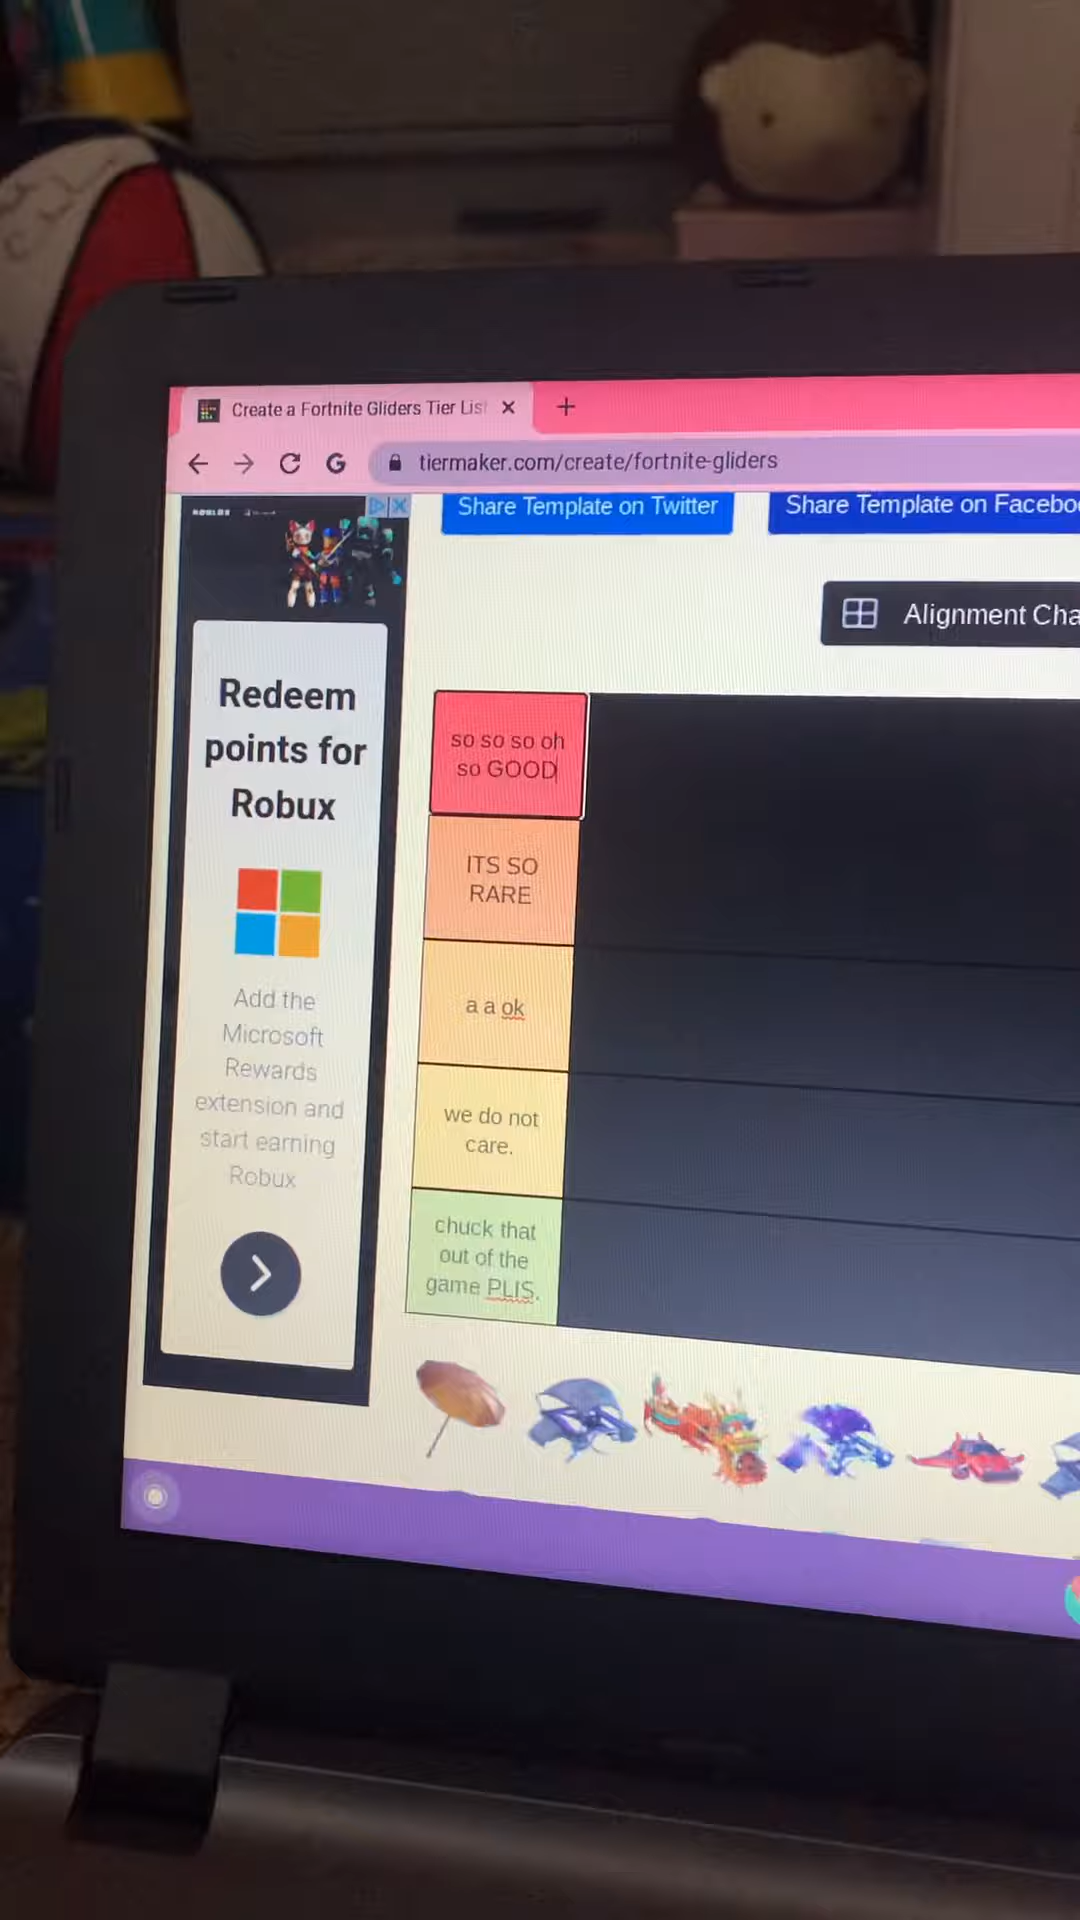 Create a Fortnite Gliders Tier Lis
tiermaker.com/create/fortnite-gliders
ROBLOX
Share Template on Twitter
Share Template on Facebo
Alignment Cha
Redeem
points for
Robux
Add the
Microsoft
Rewards
extension and
start earning
Robux
so so so oh
so GOOD
ITS SO
RARE
a a ok
we do not
care.
chuck that
out of the
game PLIS.